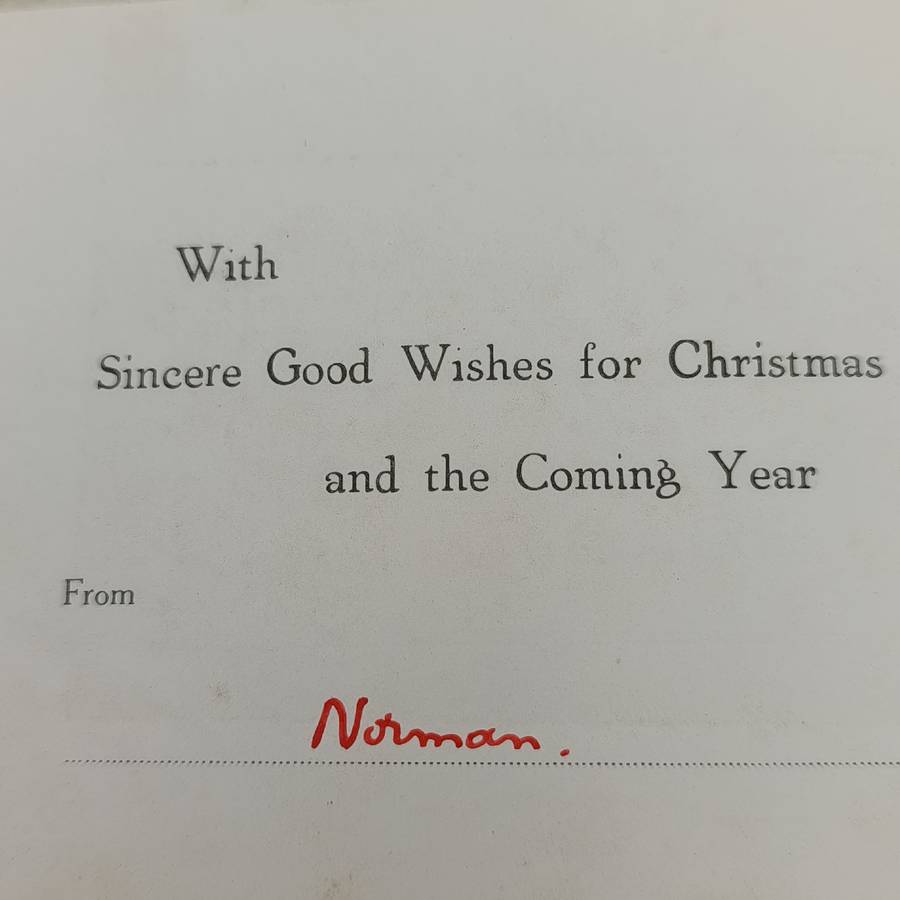 With
Sincere Good Wishes for Christmas
and the Coming Year
From
Norman.